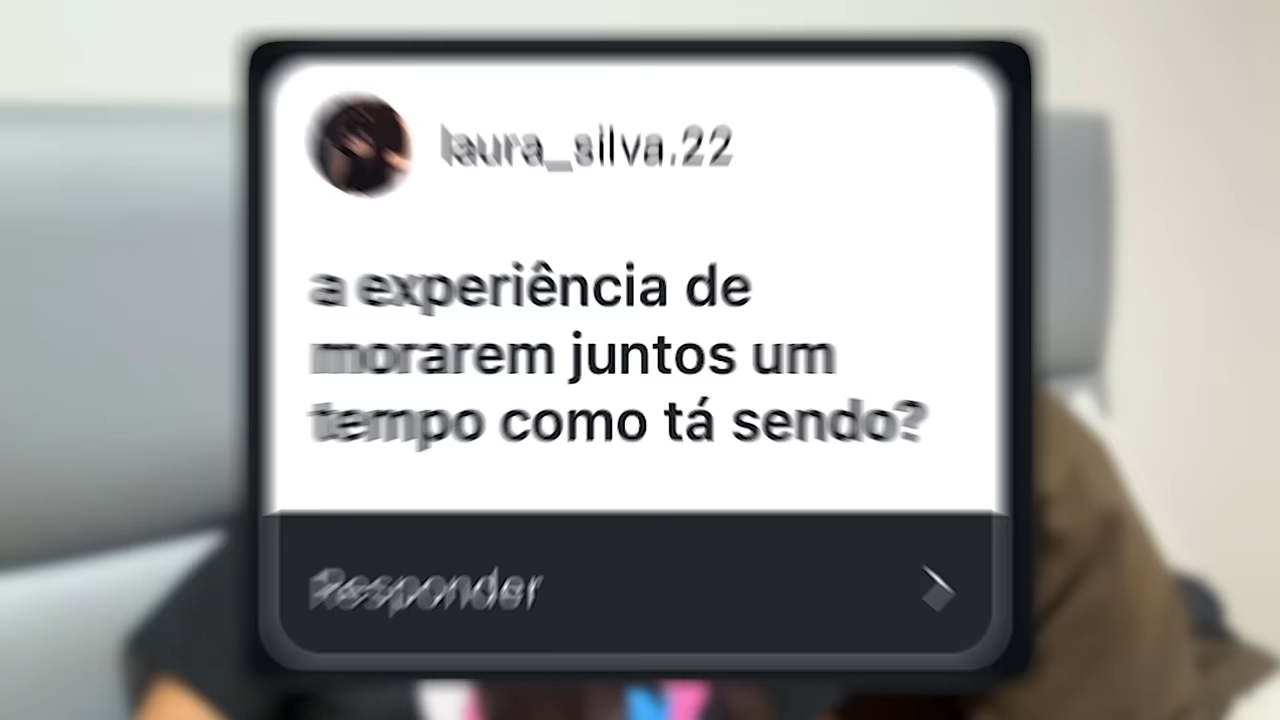 laura_silva.22
a experiência de
morarem juntos um
tempo como tá sendo?
Responder